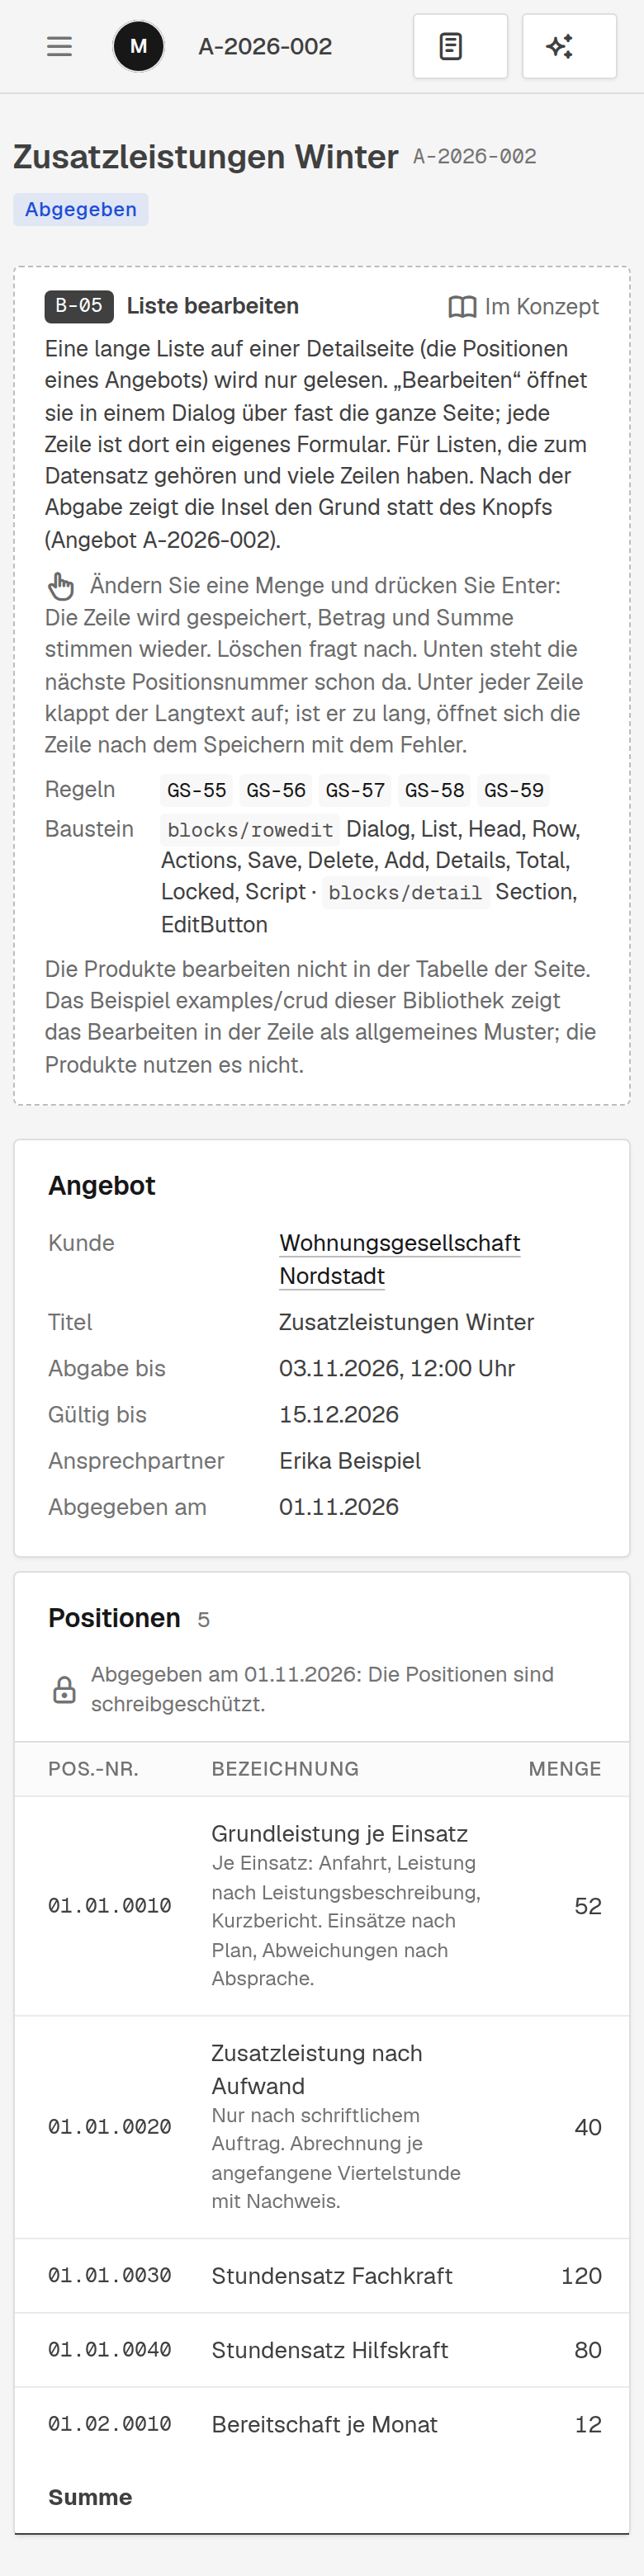 M A-2026-002
Zusatzleistungen Winter A-2026-002
Abgegeben
B-05 Liste bearbeiten Im Konzept
Eine lange Liste auf einer Detailseite (die Positionen
eines Angebots) wird nur gelesen. „Bearbeiten“ öffnet
sie in einem Dialog über fast die ganze Seite; jede
Zeile ist dort ein eigenes Formular. Für Listen, die zum
Datensatz gehören und viele Zeilen haben. Nach der
Abgabe zeigt die Insel den Grund statt des Knopfs
(Angebot A-2026-002).
Ändern Sie eine Menge und drücken Sie Enter:
Die Zeile wird gespeichert, Betrag und Summe
stimmen wieder. Löschen fragt nach. Unten steht die
nächste Positionsnummer schon da. Unter jeder Zeile
klappt der Langtext auf; ist er zu lang, öffnet sich die
Zeile nach dem Speichern mit dem Fehler.
Regeln GS-55 GS-56 GS-57 GS-58 GS-59
Baustein blocks/rowedit Dialog, List, Head, Row,
Actions, Save, Delete, Add, Details, Total,
Locked, Script · blocks/detail Section,
EditButton
Die Produkte bearbeiten nicht in der Tabelle der Seite.
Das Beispiel examples/crud dieser Bibliothek zeigt
das Bearbeiten in der Zeile als allgemeines Muster; die
Produkte nutzen es nicht.
Angebot
Kunde Wohnungsgesellschaft
Nordstadt
Titel Zusatzleistungen Winter
Abgabe bis 03.11.2026, 12:00 Uhr
Gültig bis 15.12.2026
Ansprechpartner Erika Beispiel
Abgegeben am 01.11.2026
Positionen 5
Abgegeben am 01.11.2026: Die Positionen sind
schreibgeschützt.
POS.-NR. BEZEICHNUNG MENGE
Grundleistung je Einsatz
Je Einsatz: Anfahrt, Leistung
nach Leistungsbeschreibung,
01.01.0010 Kurzbericht. Einsätze nach 52
Plan, Abweichungen nach
Absprache.
Zusatzleistung nach
Aufwand
01.01.0020 Nur nach schriftlichem 40
Auftrag. Abrechnung je
angefangene Viertelstunde
mit Nachweis.
01.01.0030 Stundensatz Fachkraft 120
01.01.0040 Stundensatz Hilfskraft 80
01.02.0010 Bereitschaft je Monat 12
Summe